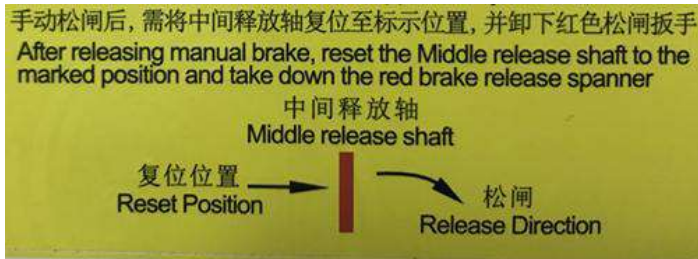 手动松闸后，需将中间释放轴复位至标示位置，并卸下红色松闸扳手
After releasing manual brake, reset the Middle release shaft to the
marked position and take down the red brake release spanner
中间释放轴
Middle release shaft
复位位置
Reset Position
松闸
Release Direction